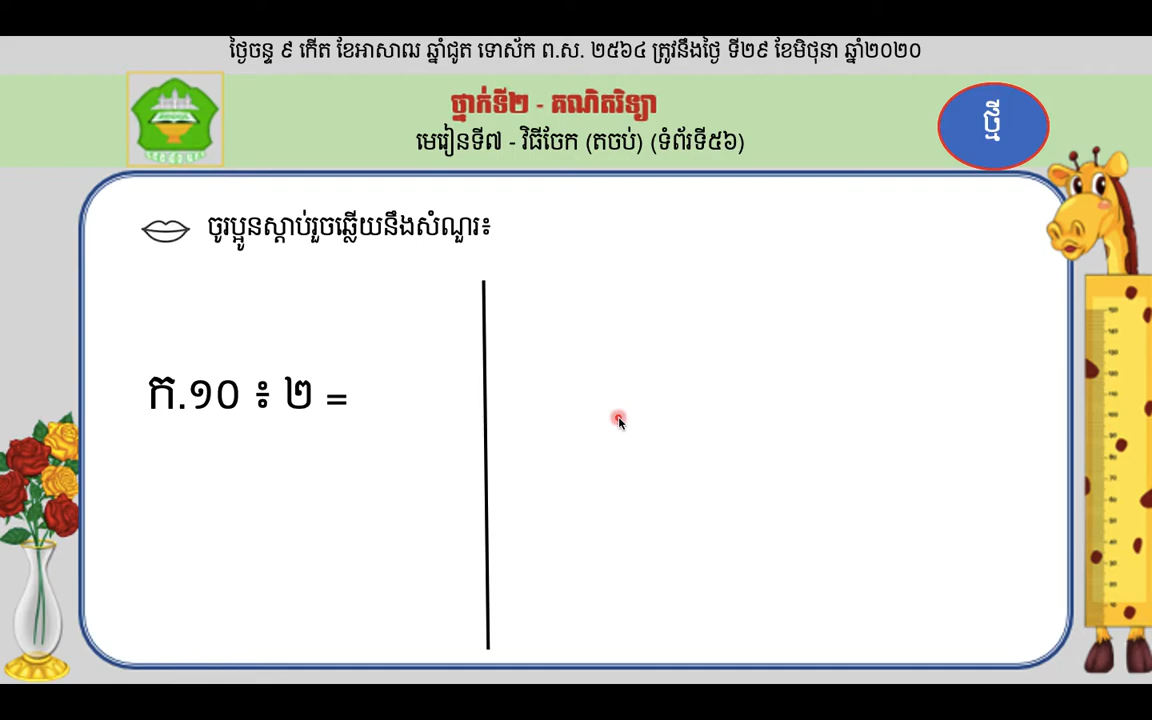 ថ្ងៃចន្ទ ៩ កើត ខែអាសាឍ ឆ្នាំជូត ទោស័ក ព.ស. ២៥៦៤ ត្រូវនឹងថ្ងៃ ទី២៩ ខែមិថុនា ឆ្នាំ២០២០
ថ្នាក់ទី២ - គណិតវិទ្យា
ថ្មី
មេរៀនទី៧ - វិធីចែក (តចប់) (ទំព័រទី៥៦)
ចូរប្អូនស្តាប់រួចឆ្លើយនឹងសំណួរ៖
ក.១០ ÷ ២ =